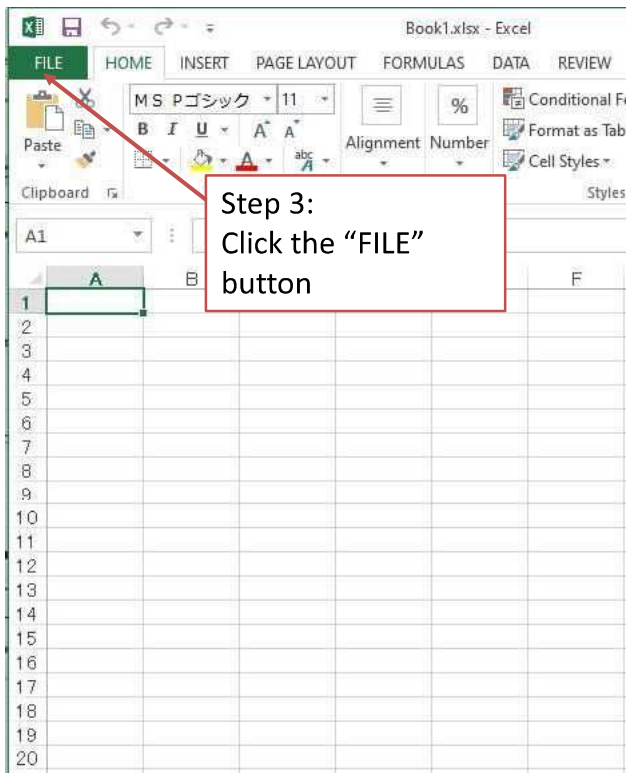 Book1.xlsx - Excel
FILE HOME INSERT PAGE LAYOUT FORMULAS DATA REVIEW
MS Pゴシック 11 % Conditional F
B I U A A Format as Tab
Paste Alignment Number
A abc A Cell Styles
Clipboard Styles
Step 3:
Click the “FILE”
button
A1
A B F
1
2
3
4
5
6
7
8
9
10
11
12
13
14
15
16
17
18
19
20